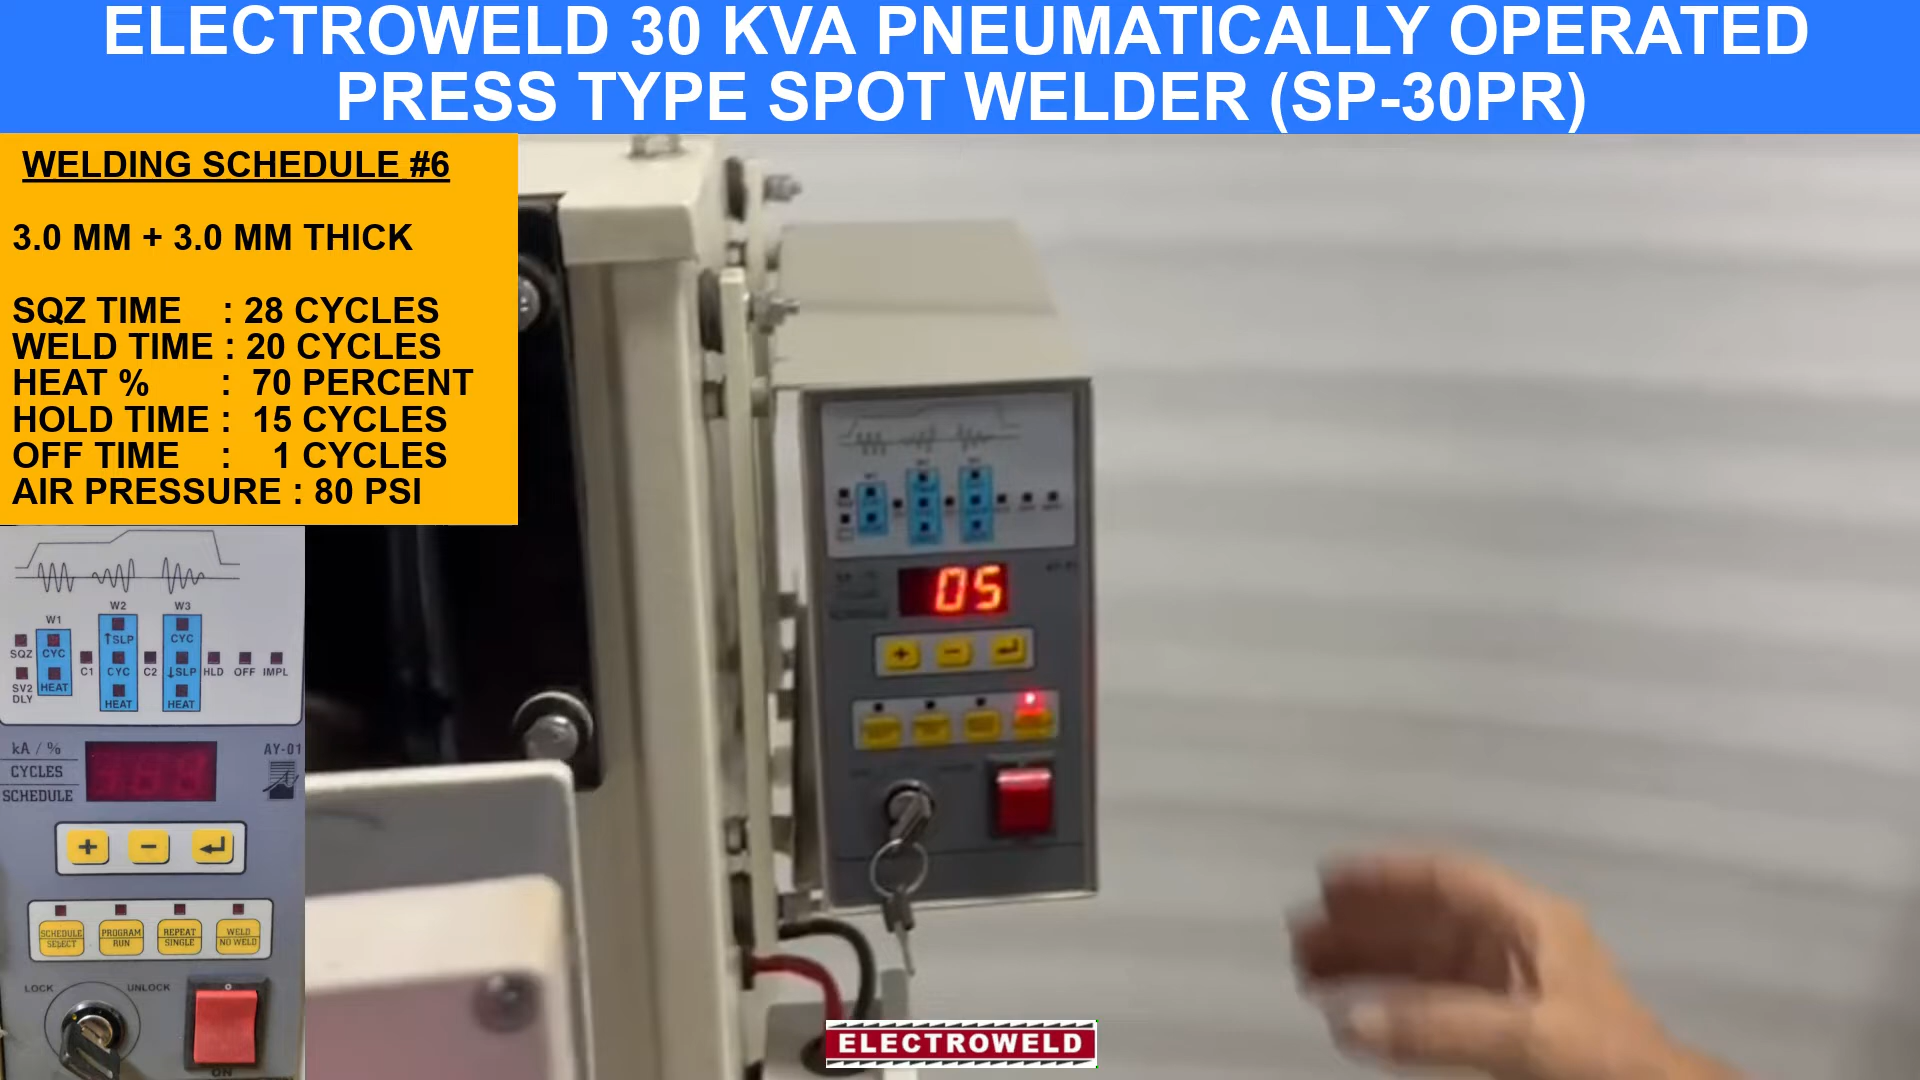 ELECTROWELD 30 KVA PNEUMATICALLY OPERATED
PRESS TYPE SPOT WELDER (SP-30PR)
WELDING SCHEDULE #6
3.0 MM + 3.0 MM THICK
SQZ TIME : 28 CYCLES
WELD TIME : 20 CYCLES
HEAT % : 70 PERCENT
HOLD TIME : 15 CYCLES
OFF TIME : 1 CYCLES
AIR PRESSURE : 80 PSI
W1
W2
W3
SQZ
CYC
C1
↑SLP
CYC
C2
CYC
↓SLP
HLD
OFF
IMPL
SV2
DLY
HEAT
HEAT
HEAT
kA / %
CYCLES
SCHEDULE
AY-01
+ −
SCHEDULE
SELECT
PROGRAM
RUN
REPEAT
SINGLE
WELD
NO WELD
LOCK
UNLOCK
ON
05
+ −
ELECTROWELD